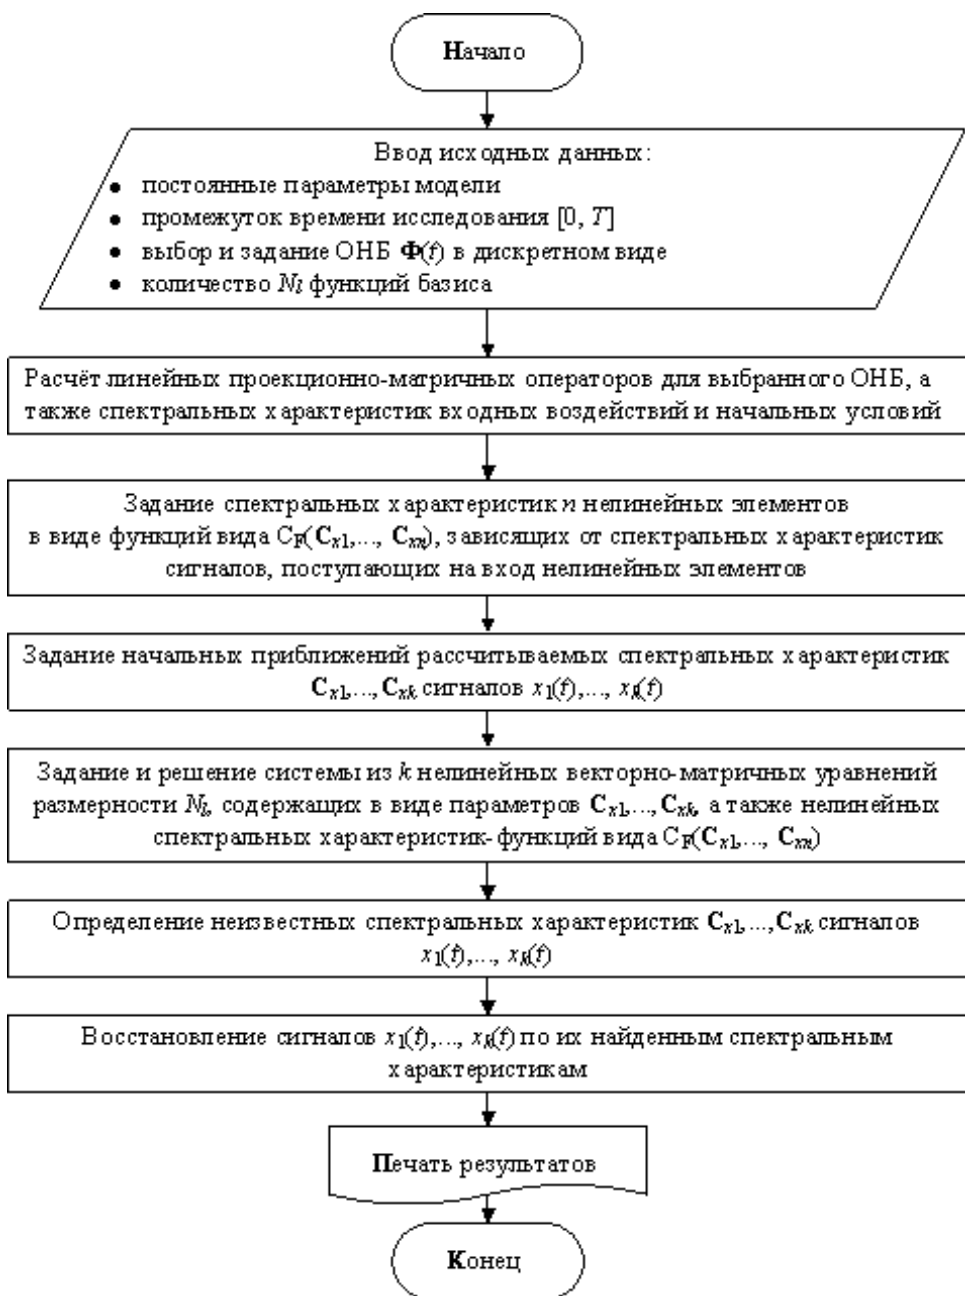 Начало
Ввод исходных данных:
● постоянные параметры модели
● промежуток времени исследования [0, T]
● выбор и задание ОНБ Φ(t) в дискретном виде
● количество Nl функций базиса
Расчёт линейных проекционно-матричных операторов для выбранного ОНБ, а
также спектральных характеристик входных воздействий и начальных условий
Задание спектральных характеристик n нелинейных элементов
в виде функций вида CF(Cx1,..., Cxn), зависящих от спектральных характеристик
сигналов, поступающих на вход нелинейных элементов
Задание начальных приближений рассчитываемых спектральных характеристик
Cx1,...,Cxk сигналов x1(t),..., xk(t)
Задание и решение системы из k нелинейных векторно-матричных уравнений
размерности Nl, содержащих в виде параметров Cx1,...,Cxk, а также нелинейных
спектральных характеристик-функций вида CF(Cx1,..., Cxn)
Определение неизвестных спектральных характеристик Cx1,...,Cxk сигналов
x1(t),..., xk(t)
Восстановление сигналов x1(t),..., xk(t) по их найденным спектральным
характеристикам
Печать результатов
Конец